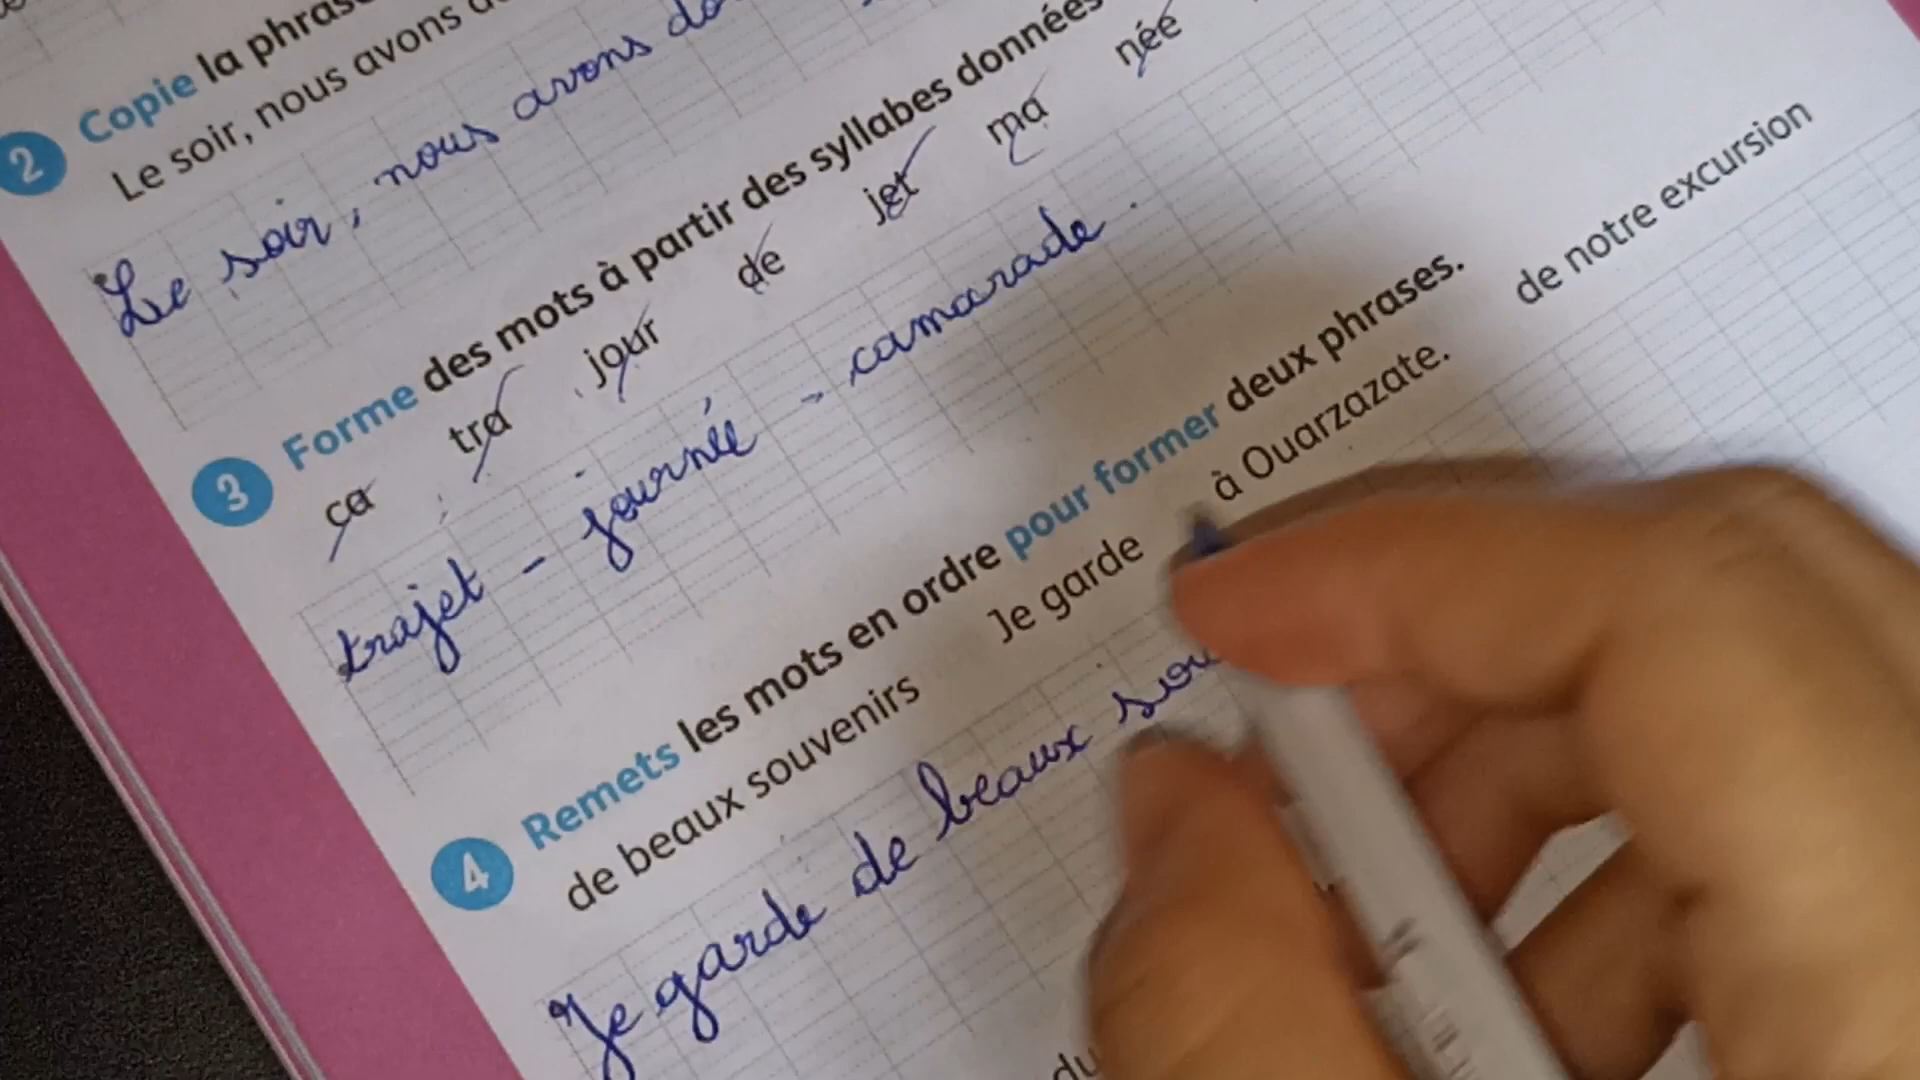 2 Copie la phrase
Le soir, nous avons
Le soir, nous avons
3 Forme des mots à partir des syllabes données
ca tra jour de jet ma née
trajet - journée - camarade.
4 Remets les mots en ordre pour former deux phrases.
de beaux souvenirs Je garde à Ouarzazate. de notre excursion
Je garde de beaux sou
du